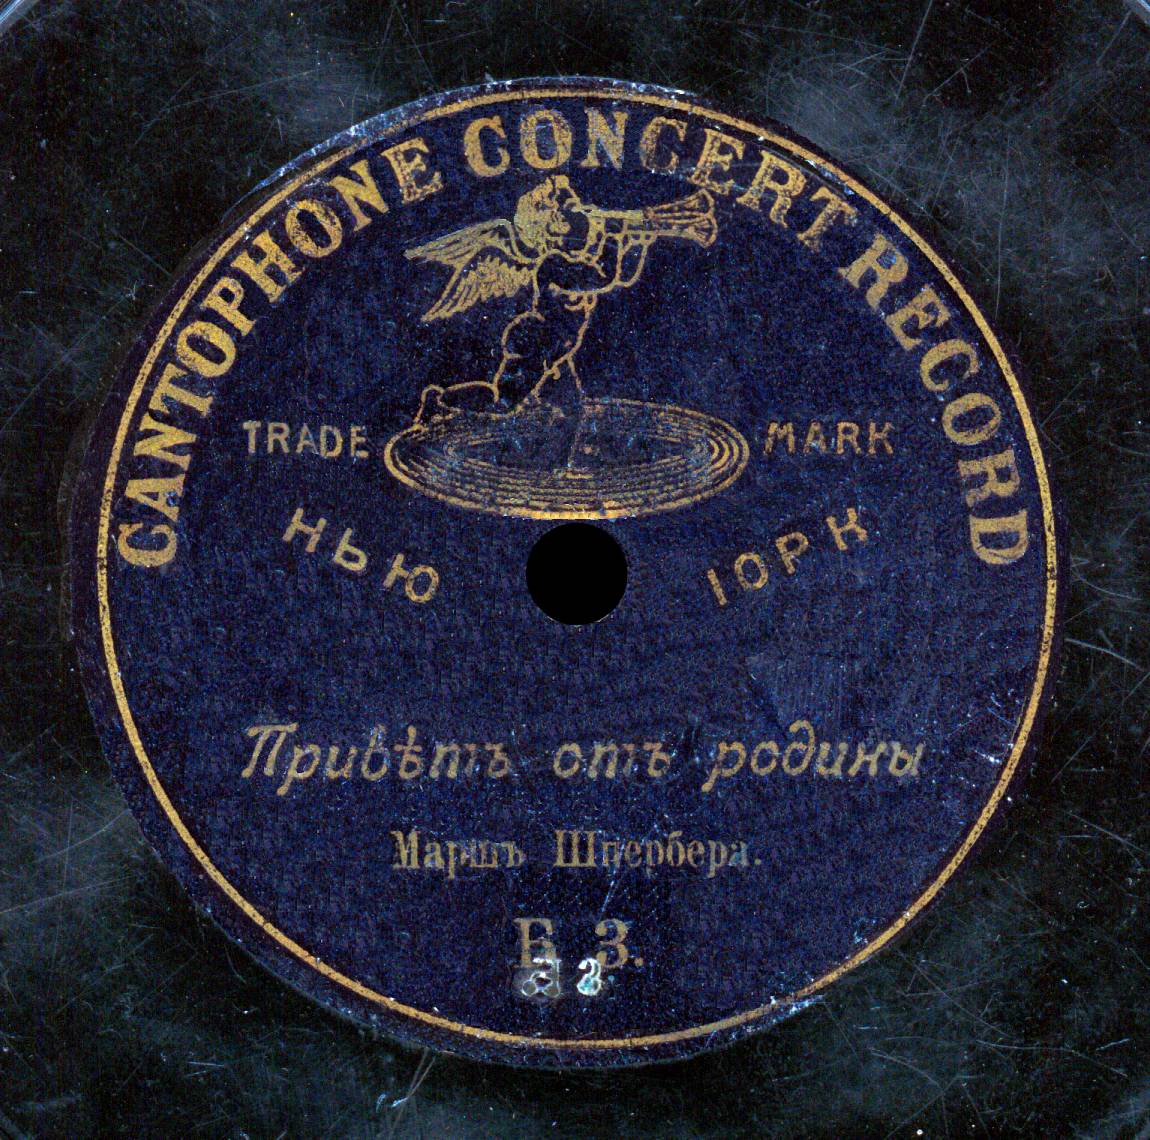 CANTOPHONE CONCERT RECORD
TRADE MARK
НЬЮ ІОРК
Привѣтъ отъ родины
Маршъ Шпербера.
Б 3.